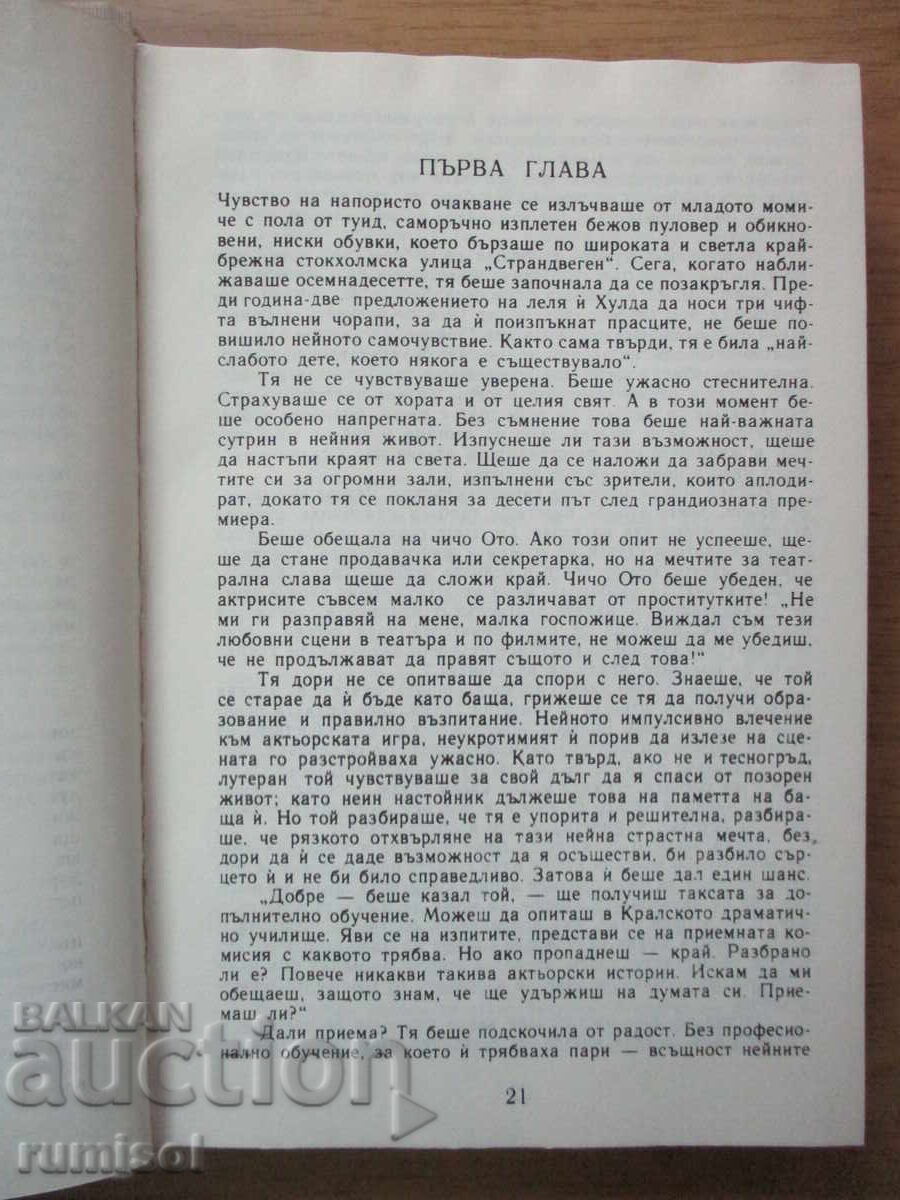 ПЪРВА ГЛАВА
Чувство на напористо очакване се излъчваше от младото моми-
че с пола от туид, саморъчно изплетен бежов пуловер и обикно-
вени, ниски обувки, което бързаше по широката и светла край-
брежна стокхолмска улица „Страндвеген“. Сега, когато наближ-
жаваше осемнадесетте, тя беше започнала да се позакръгля. Пре-
ди година-две предложението на леля ѝ Хулда да носи три чиф-
та вълнени чорапи, за да ѝ поизпъкнат прасците, не беше по-
вишило нейното самочувствие. Както сама твърди, тя е била „най-
слабото дете, което някога е съществувало“.
Тя не се чувствуваше уверена. Беше ужасно стеснителна.
Страхуваше се от хората и от целия свят. А в този момент бе-
ше особено напрегната. Без съмнение това беше най-важната
сутрин в нейния живот. Изпуснеше ли тази възможност, щеше
да настъпи краят на света. Щеше да се наложи да забрави меч-
тите си за огромни зали, изпълнени със зрители, които аплоди-
рат, докато тя се покланя за десети път след грандиозната пре-
миера.
Беше обещала на чичо Ото. Ако този опит не успееше, ще-
ше да стане продавачка или секретарка, но на мечтите за теат-
рална слава щеше да сложи край. Чичо Ото беше убеден, че
актрисите съвсем малко се различават от проститутките! „Не
ми ги разправяй на мене, малка госпожице. Виждал съм тези
любовни сцени в театъра и по филмите, не можеш да ме убедиш,
че не продължават да правят същото и след това!“
Тя дори не се опитваше да спори с него. Знаеше, че той
се старае да ѝ бъде като баща, грижеше се тя да получи обра-
зование и правилно възпитание. Нейното импулсивно влечение
към актьорската игра, неукротимият ѝ порив да излезе на сце-
ната го разстройваха ужасно. Като твърд, ако не и тесногръд,
лутеран той чувствуваше за свой дълг да я спаси от позорен
живот; като неин настойник дължеше това на паметта на ба-
ща ѝ. Но той разбираше, че тя е упорита и решителна, разбира-
ше, че рязкото отхвърляне на тази нейна страстна мечта, без
дори да ѝ се даде възможност да я осъществи, би разбило сър-
цето ѝ и не би било справедливо. Затова ѝ беше дал един шанс.
„Добре — беше казал той, — ще получиш таксата за до-
пълнително обучение. Можеш да опиташ в Кралското драматич-
но училище. Яви се на изпитите, представи се на приемната ко-
мисия с каквото трябва. Но ако пропаднеш — край. Разбрано
ли е? Повече никакви такива актьорски истории. Искам да ми
обещаеш, защото знам, че ще удържиш на думата си. Прие-
маш ли?“
Дали приема? Тя беше подскочила от радост. Без професио-
нално обучение, за което ѝ трябваха пари — всъщност нейните
21
BALKAN
auction
rumisol